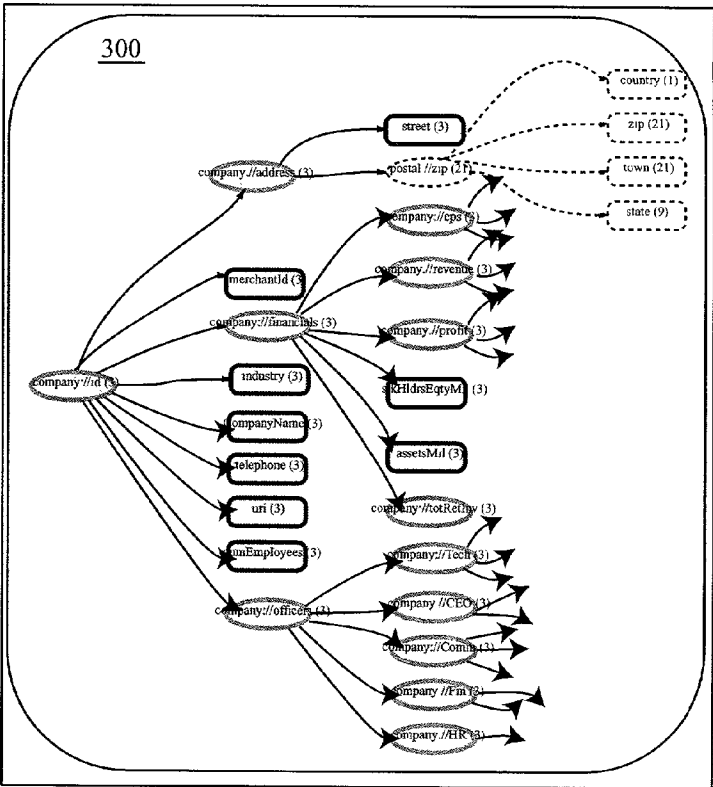 300
country (1)
street (3)
zip (21)
company.//address (3)
postal //zip (21)
town (21)
state (9)
company://eps (3)
company.//revenue (3)
merchantId (3
company://financials (3)
company.//profit (3)
company://id (3)
industry (3)
(3)
CompanyName (3)
telephone (3)
assetsMil (3)
uri (3)
company://totRetInv (3)
numEmployees (3)
company://Tech (3)
company://officers (3)
company //CEO (3)
company://Comm (3)
company //Fin (3)
company.//HR (3)